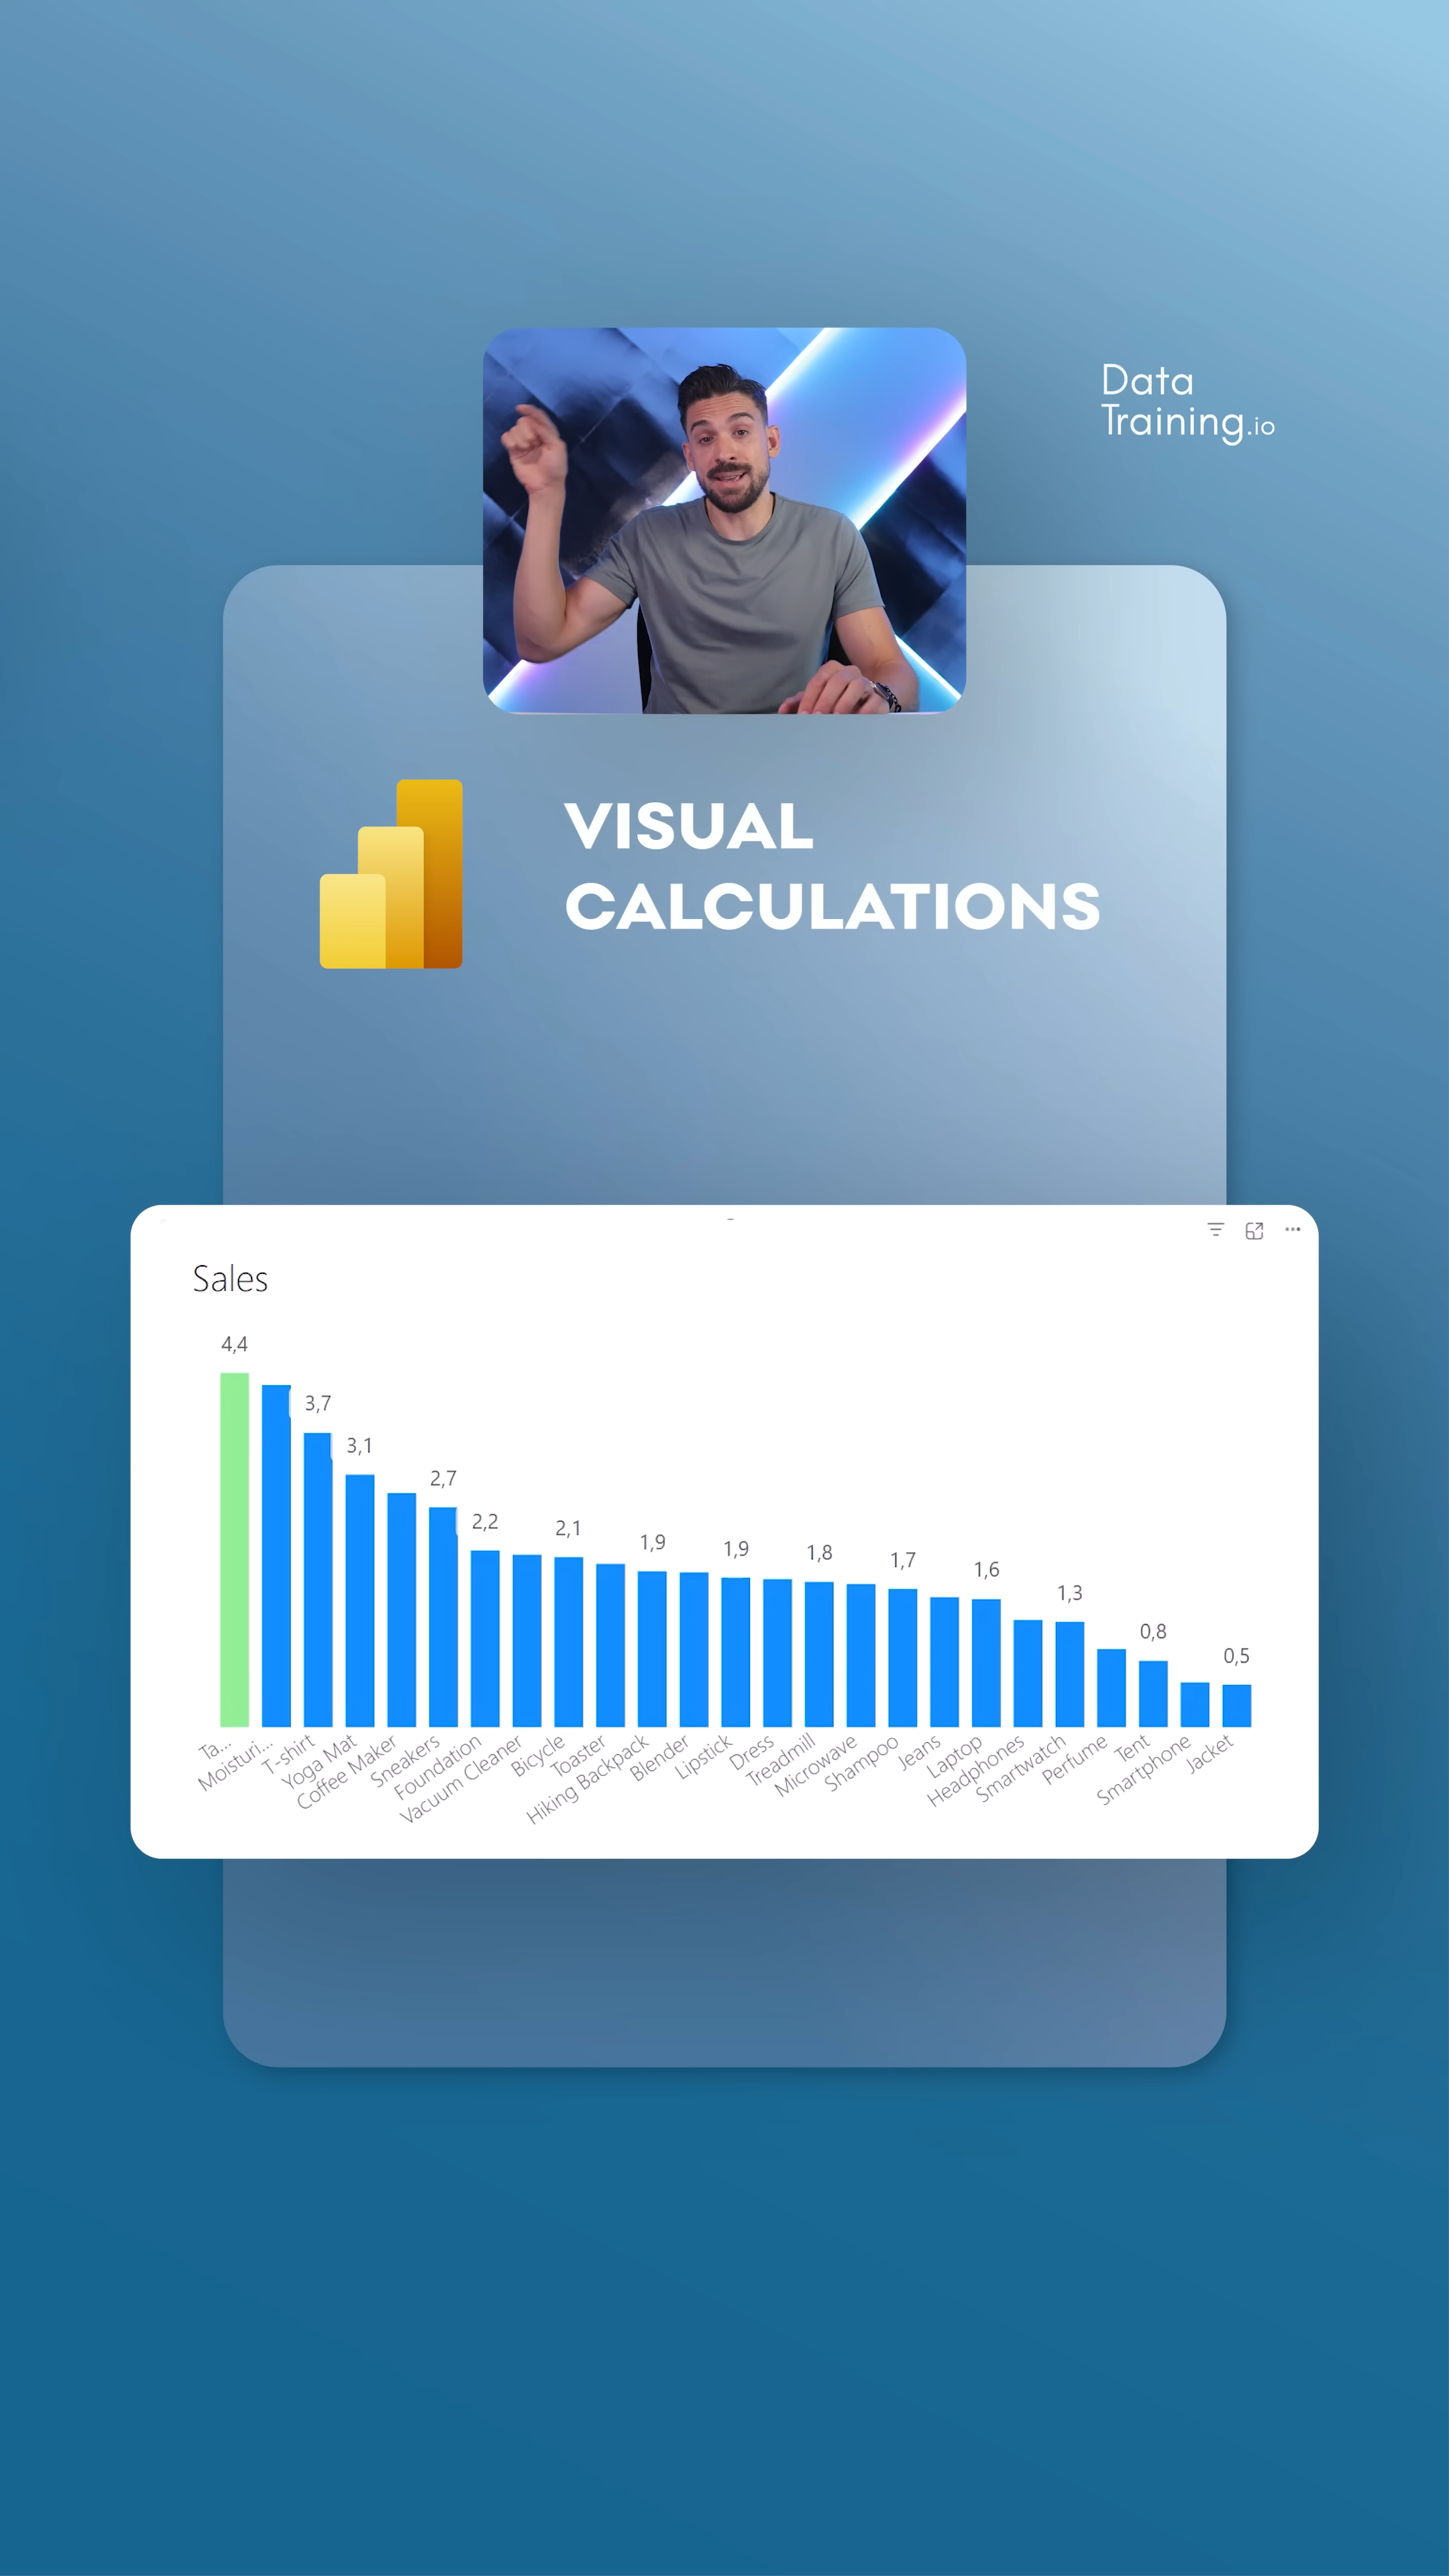 Data
Training.io
VISUAL
CALCULATIONS
Sales
4,4
3,7
3,1
2,7
2,2
2,1
1,9
1,9
1,8
1,7
1,6
1,3
0,8
0,5
Ta...
Moisturi...
T-shirt
Yoga Mat
Coffee Maker
Sneakers
Foundation
Vacuum Cleaner
Bicycle
Toaster
Hiking Backpack
Blender
Lipstick
Dress
Treadmill
Microwave
Shampoo
Jeans
Laptop
Headphones
Smartwatch
Perfume
Tent
Smartphone
Jacket